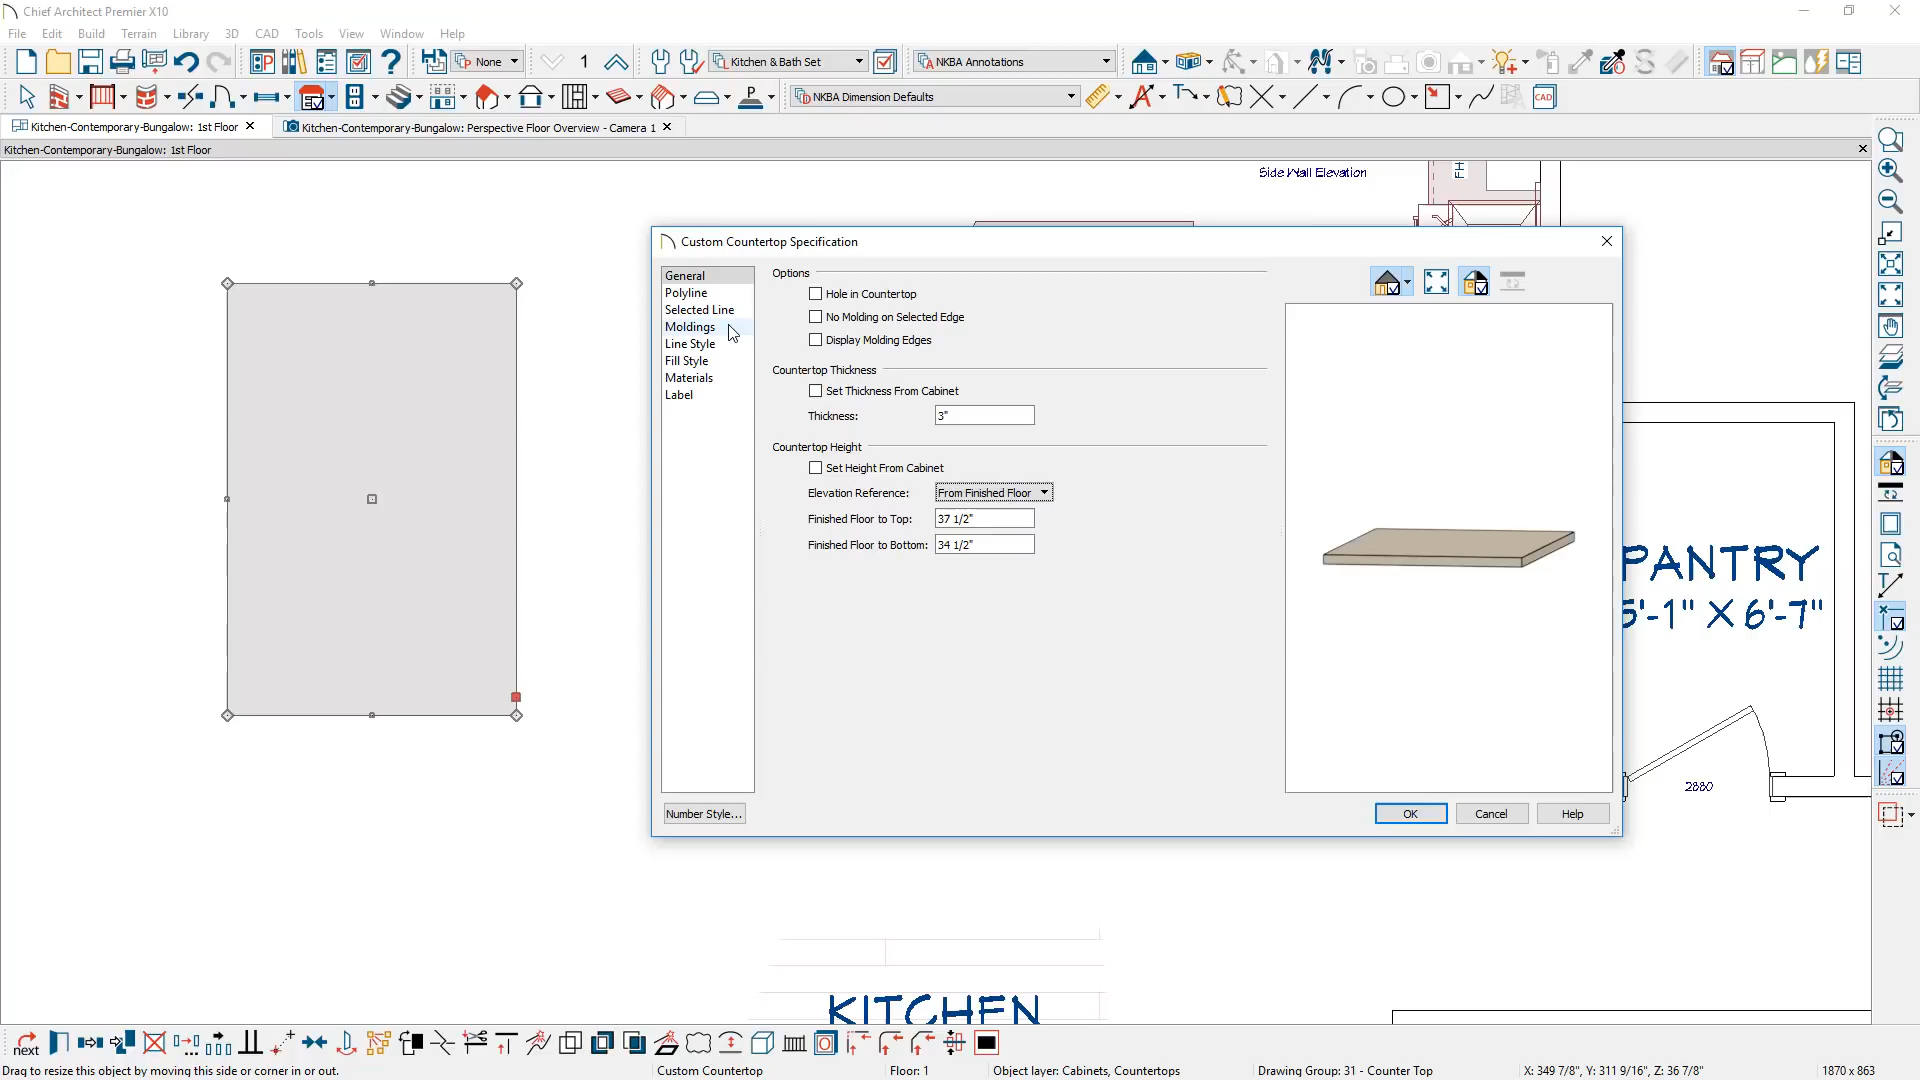 Chief Architect Premier X10
File Edit Build Terrain Library 3D CAD Tools View Window Help
None 1 Kitchen & Bath Set NKBA Annotations
NKBA Dimension Defaults CAD
Kitchen-Contemporary-Bungalow: 1st Floor Kitchen-Contemporary-Bungalow: Perspective Floor Overview - Camera 1
Kitchen-Contemporary-Bungalow: 1st Floor
Side Wall Elevation
FH
Custom Countertop Specification
General
Polyline
Selected Line
Moldings
Line Style
Fill Style
Materials
Label
Options
Hole in Countertop
No Molding on Selected Edge
Display Molding Edges
Countertop Thickness
Set Thickness From Cabinet
Thickness: 3"
Countertop Height
Set Height From Cabinet
Elevation Reference: From Finished Floor
Finished Floor to Top: 37 1/2"
Finished Floor to Bottom: 34 1/2"
Number Style...
OK Cancel Help
PANTRY
5'-1" X 6'-7"
2880
KITCHEN
next
Drag to resize this object by moving this side or corner in or out. Custom Countertop Floor: 1 Object layer: Cabinets, Countertops Drawing Group: 31 - Counter Top X: 349 7/8", Y: 311 9/16", Z: 36 7/8" 1870 x 863